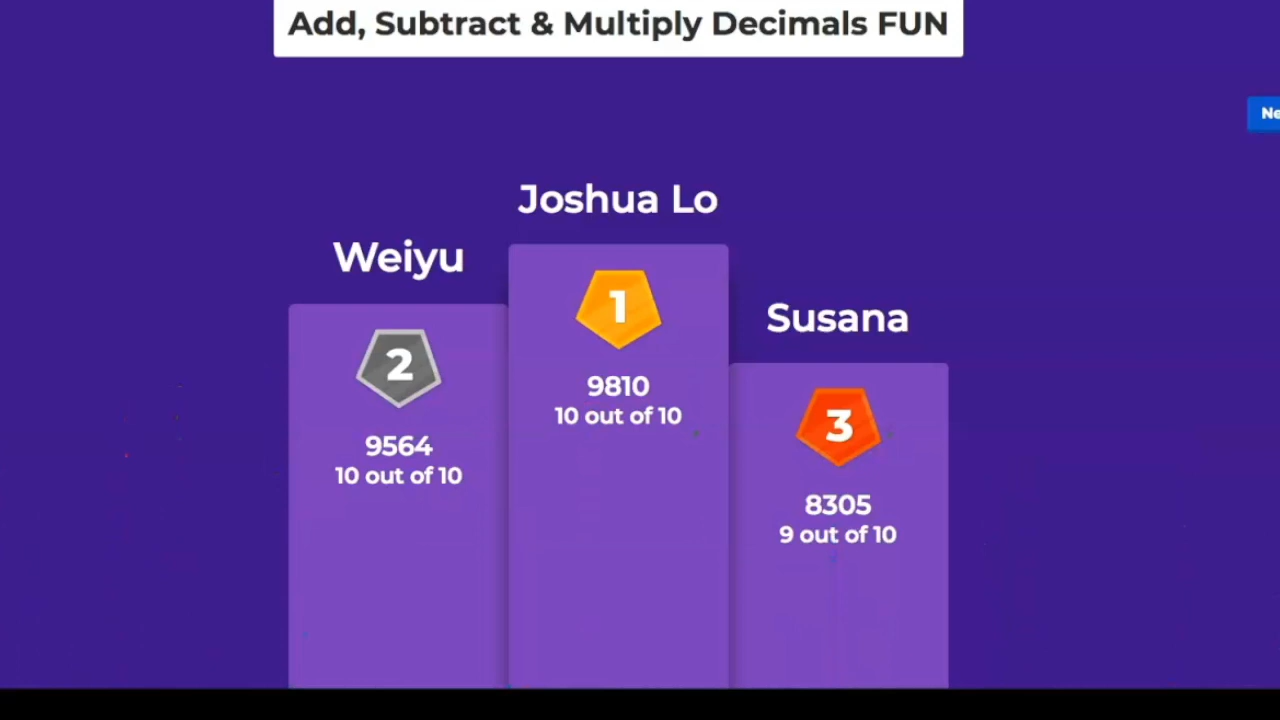 Add, Subtract & Multiply Decimals FUN
Joshua Lo
1
9810
10 out of 10
Weiyu
2
9564
10 out of 10
Susana
3
8305
9 out of 10